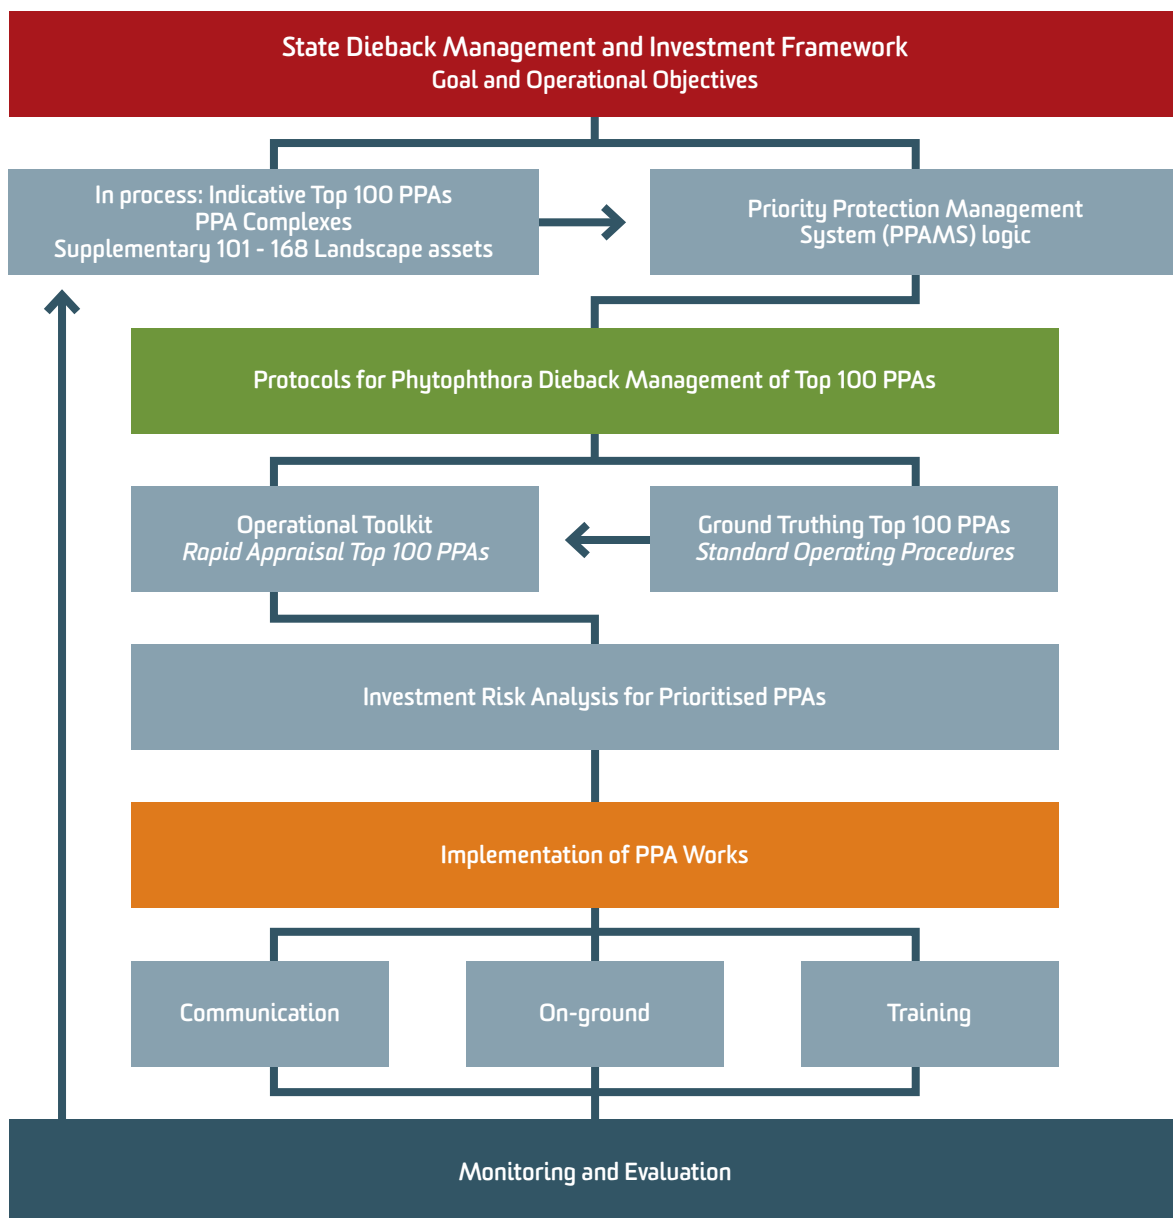 State Dieback Management and Investment Framework
Goal and Operational Objectives
In process: Indicative Top 100 PPAs
PPA Complexes
Supplementary 101 - 168 Landscape assets
Priority Protection Management
System (PPAMS) logic
Protocols for Phytophthora Dieback Management of Top 100 PPAs
Operational Toolkit
Rapid Appraisal Top 100 PPAs
Ground Truthing Top 100 PPAs
Standard Operating Procedures
Investment Risk Analysis for Prioritised PPAs
Implementation of PPA Works
Communication
On-ground
Training
Monitoring and Evaluation